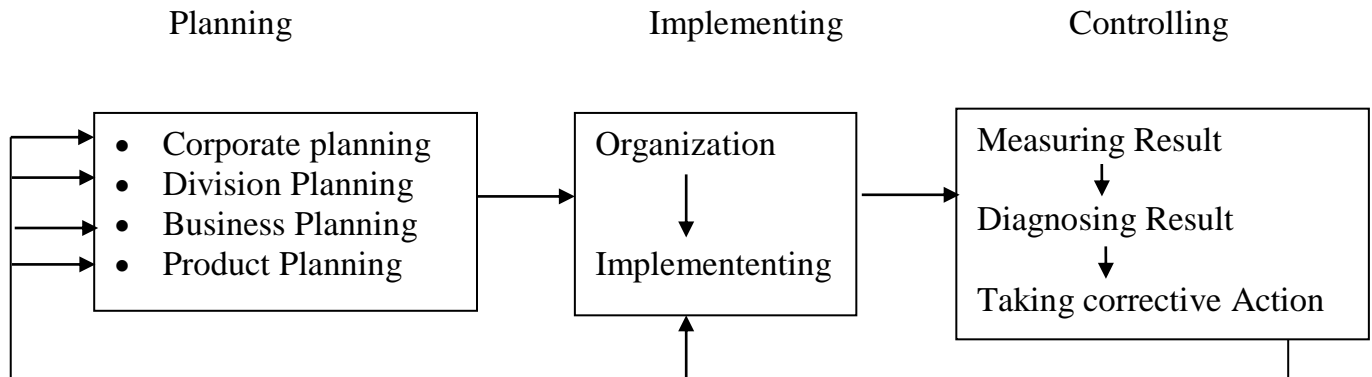 Planning Implementing Controlling
• Corporate planning
• Division Planning
• Business Planning
• Product Planning
Organization
Implemententing
Measuring Result
Diagnosing Result
Taking corrective Action